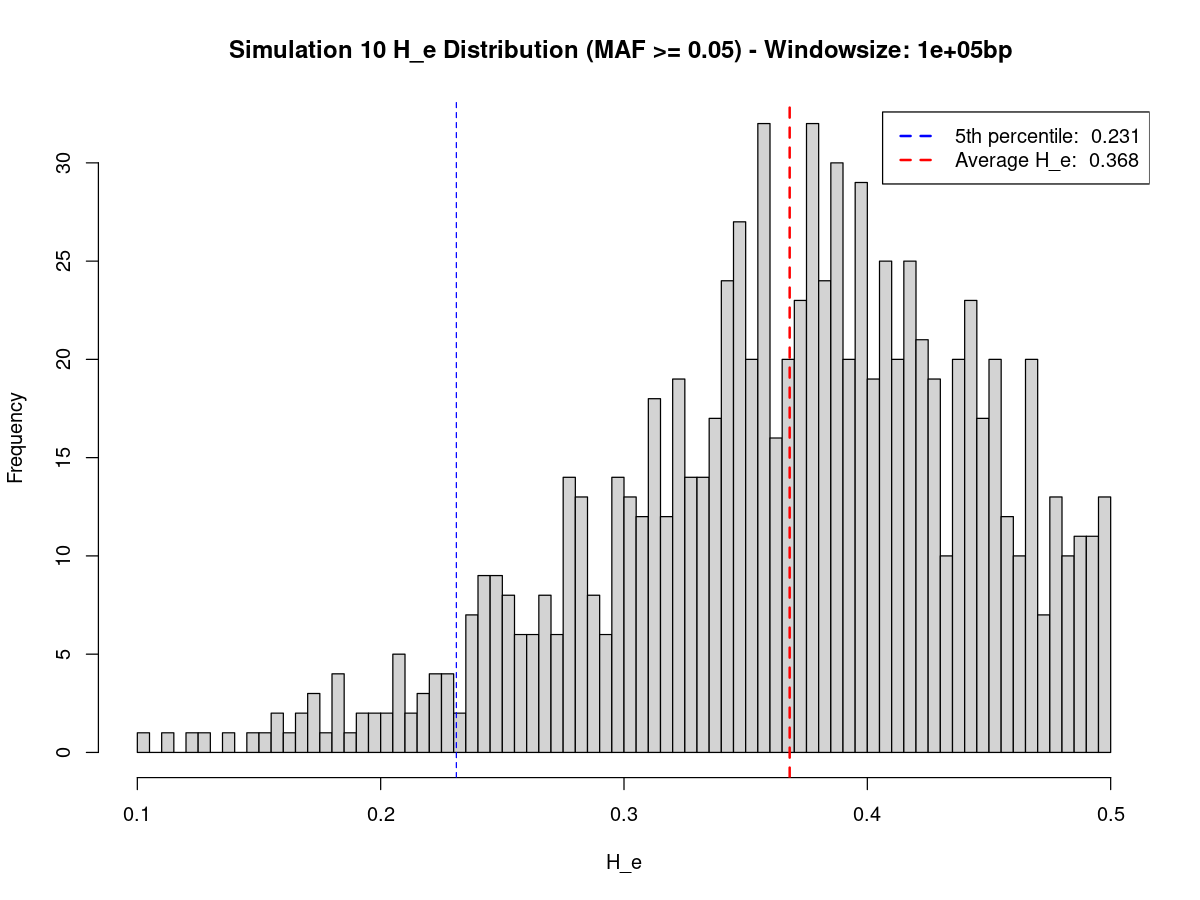 Simulation 10 H_e Distribution (MAF >= 0.05) - Windowsize: 1e+05bp
5th percentile: 0.231
Average H_e: 0.368
Frequency
30
25
20
15
10
5
0
0.1 0.2 0.3 0.4 0.5
H_e